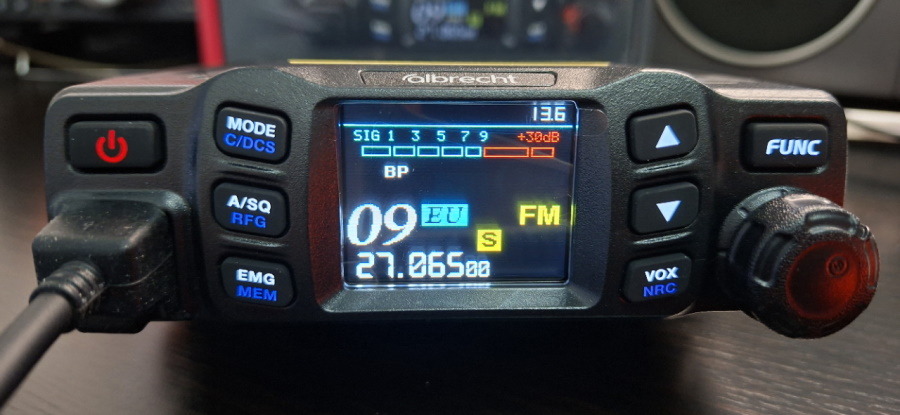 albrecht
13.6
SIG 1 3 5 7 9 +30dB
BP
09 EU FM
S
27.06500
MODE
C/DCS
A/SQ
RFG
EMG
MEM
FUNC
VOX
NRC